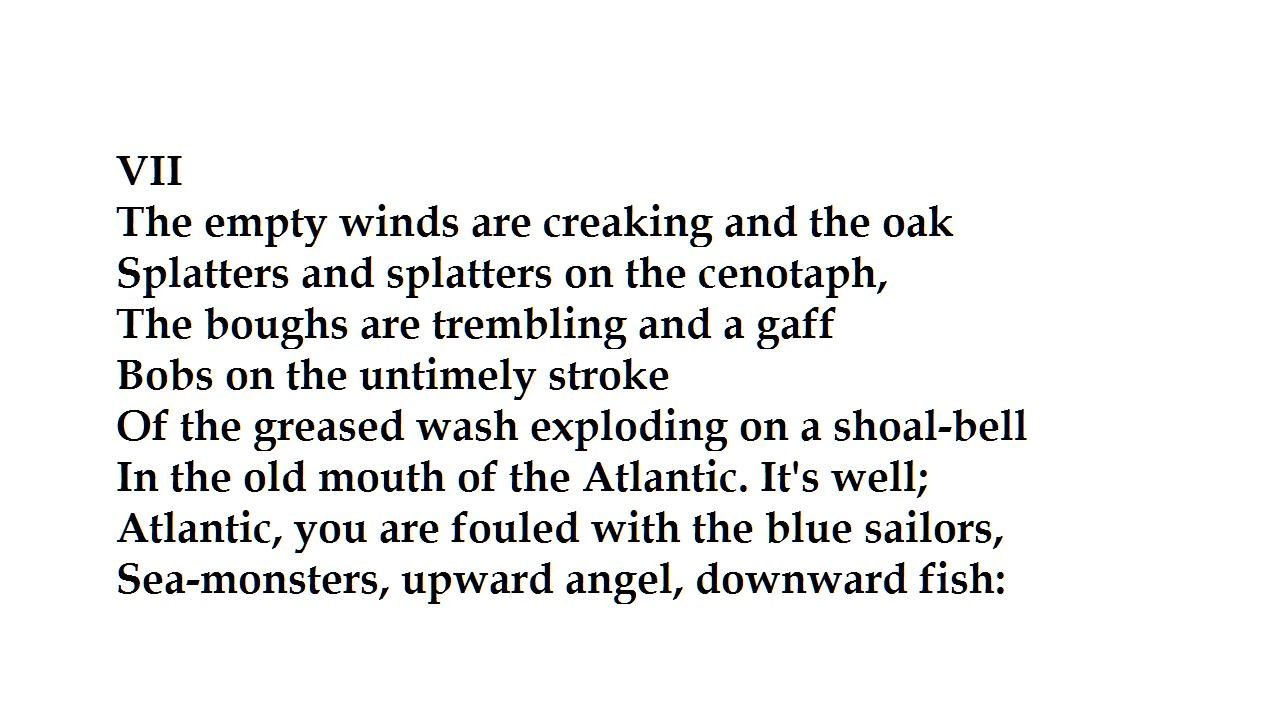 VII
The empty winds are creaking and the oak
Splatters and splatters on the cenotaph,
The boughs are trembling and a gaff
Bobs on the untimely stroke
Of the greased wash exploding on a shoal-bell
In the old mouth of the Atlantic. It's well;
Atlantic, you are fouled with the blue sailors,
Sea-monsters, upward angel, downward fish: